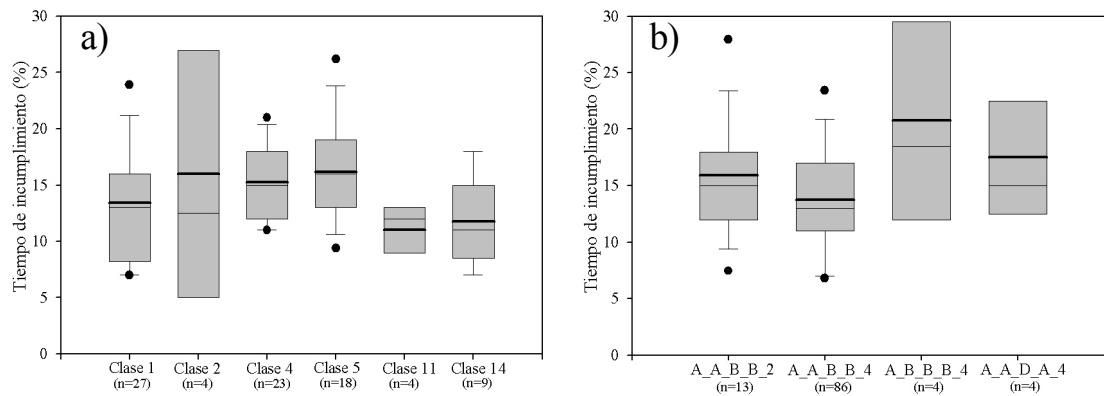 a)
Tiempo de incumplimiento (%)
30
25
20
15
10
5
0
Clase 1 Clase 2 Clase 4 Clase 5 Clase 11 Clase 14
(n=27) (n=4) (n=23) (n=18) (n=4) (n=9)
b)
Tiempo de incumplimiento (%)
30
25
20
15
10
5
0
A_A_B_B_2 A_A_B_B_4 A_B_B_B_4 A_A_D_A_4
(n=13) (n=86) (n=4) (n=4)